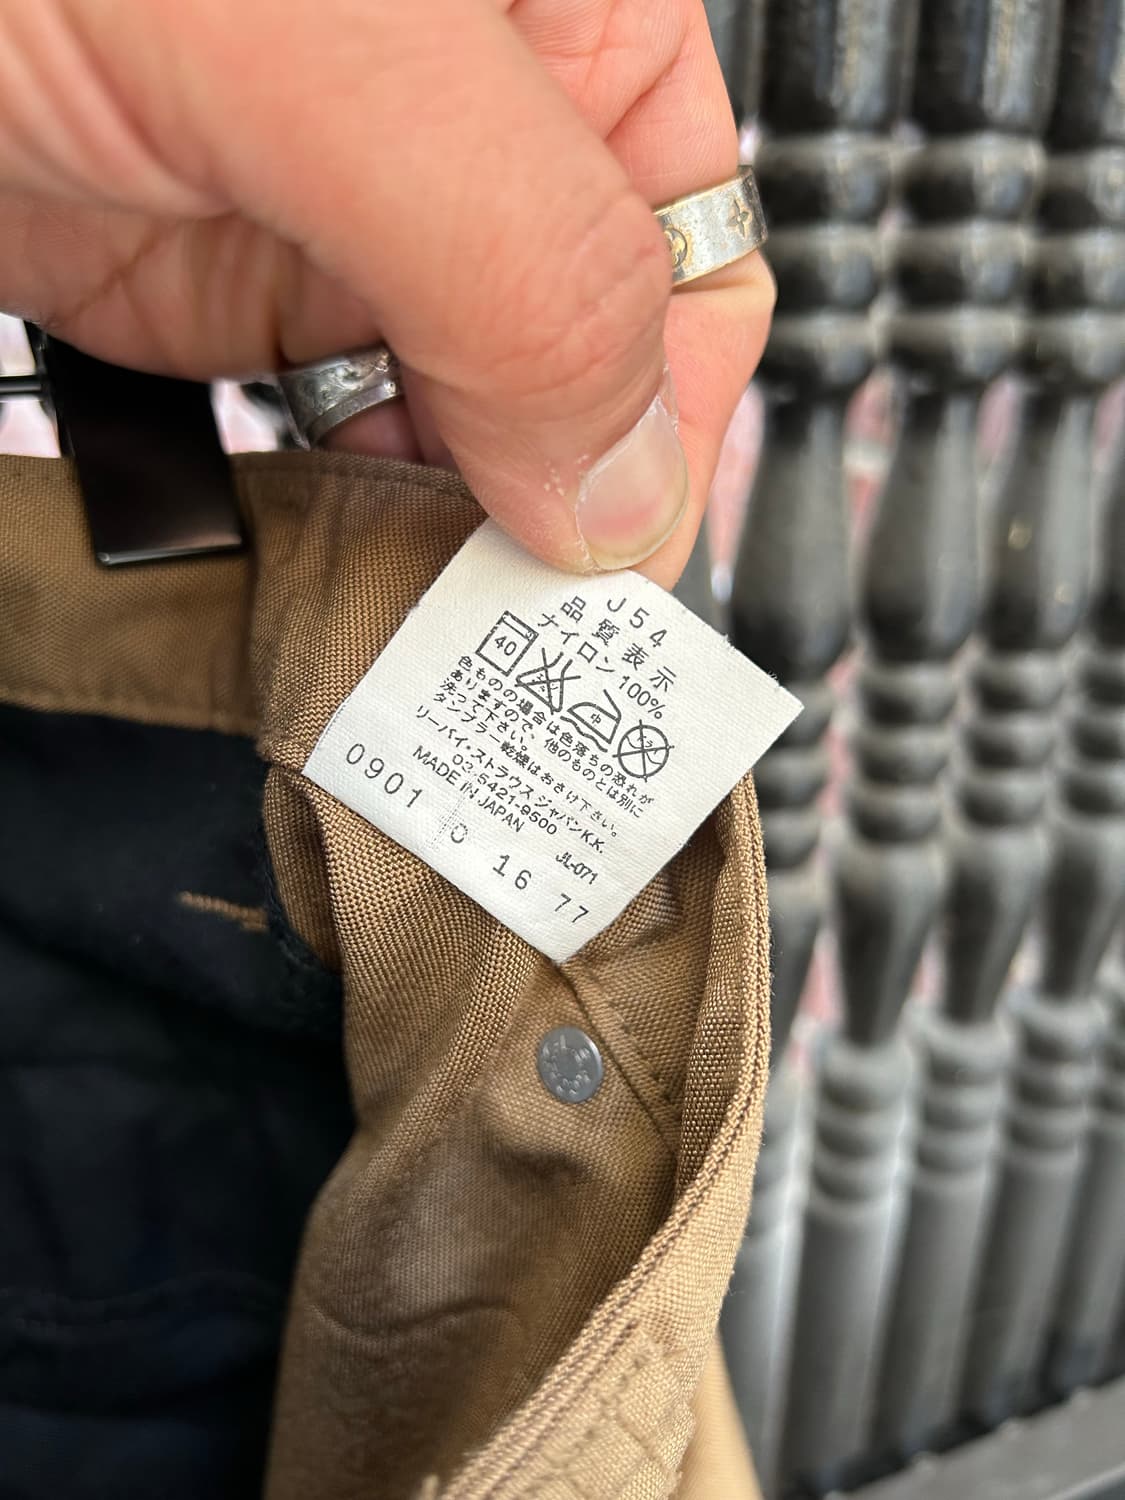 J54
品質表示
ナイロン 100%
40
中
色ものの場合は色落ちの恐れが
ありますので、他のものとは別に
洗って下さい。
タンブラー乾燥はおさけ下さい。
リーバイ・ストラウス ジャパンK.K.
03-5421-9500
MADE IN JAPAN
JL-071
0901 D 16 77